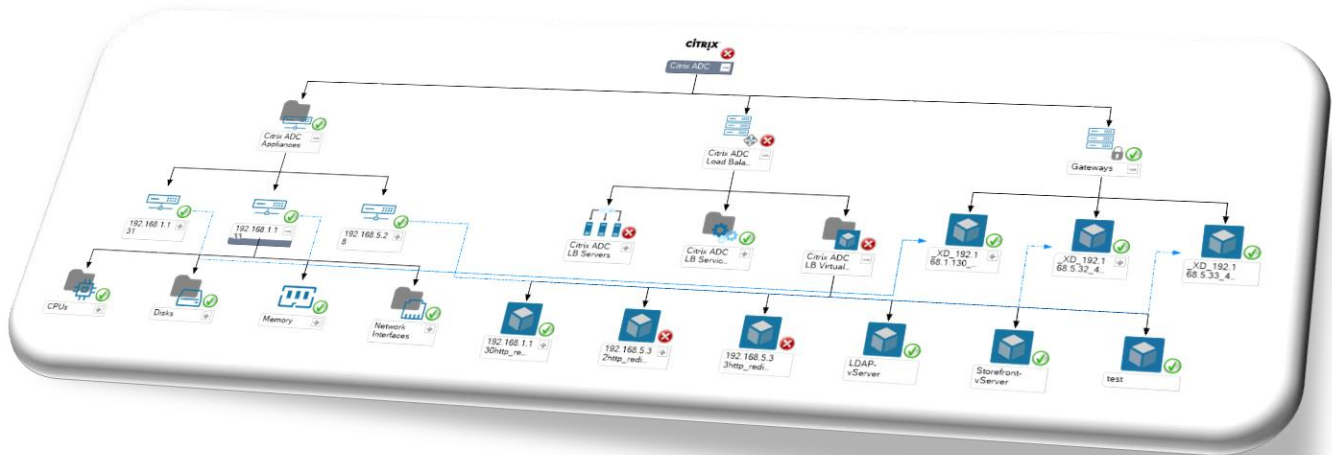 citrix
Citrix ADC
Citrix ADC
Appliances
Citrix ADC
Load Bala..
Gateways
192.168.1.1
31
192.168.1.1
33
192.168.5.2
8
Citrix ADC
LB Servers
Citrix ADC
LB Servic..
Citrix ADC
LB Virtual..
_XD_192.1
68.1.130_..
_XD_192.1
68.5.32_4..
_XD_192.1
68.5.33_4..
CPUs
Disks
Memory
Network
Interfaces
192.168.1.1
30http_re..
192.168.5.3
2http_redi..
192.168.5.3
3http_redi..
LDAP-
vServer
Storefront-
vServer
test